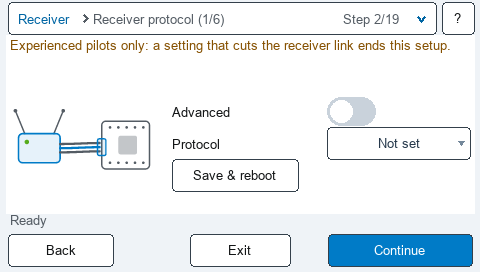 Receiver > Receiver protocol (1/6) Step 2/19 ?
Experienced pilots only: a setting that cuts the receiver link ends this setup.
Advanced
Protocol Not set
Save & reboot
Ready
Back Exit Continue